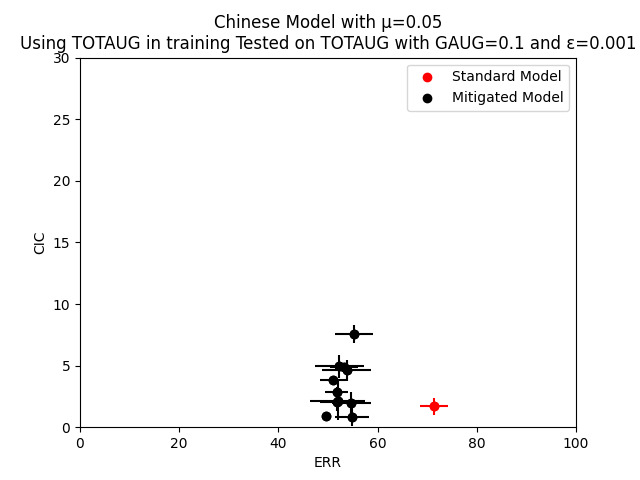 Chinese Model with μ=0.05
Using TOTAUG in training Tested on TOTAUG with GAUG=0.1 and ε=0.001
Standard Model
Mitigated Model
30
25
20
15
10
5
0
CIC
0 20 40 60 80 100
ERR